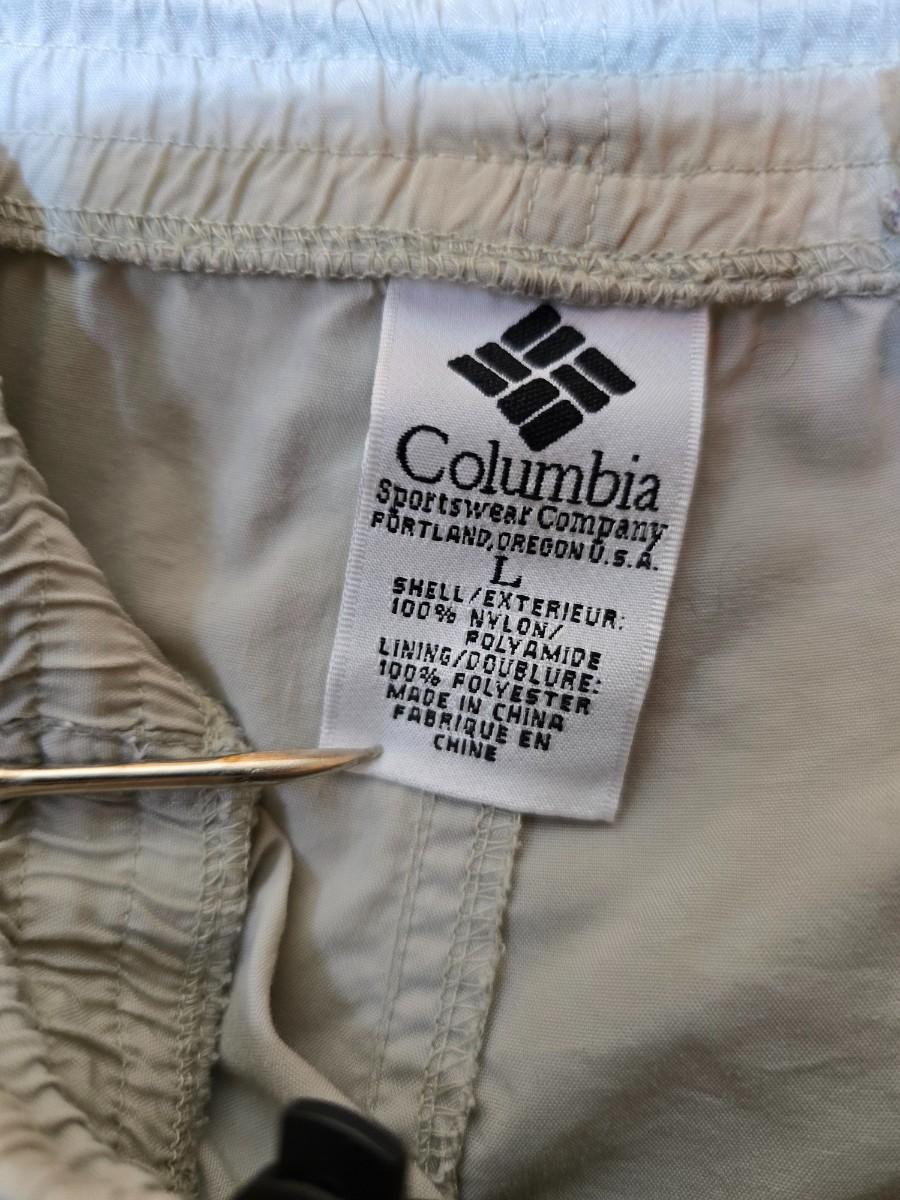 Columbia
Sportswear Company
PORTLAND, OREGON U.S.A.
L
SHELL/EXTERIEUR:
100% NYLON/
POLYAMIDE
LINING/DOUBLURE:
100% POLYESTER
MADE IN CHINA
FABRIQUE EN
CHINE